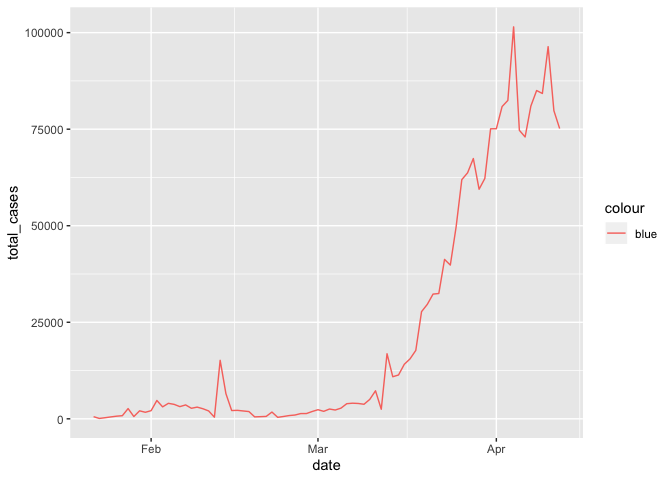 100000
75000
50000
25000
0
total_cases
Feb
Mar
Apr
date
colour
blue